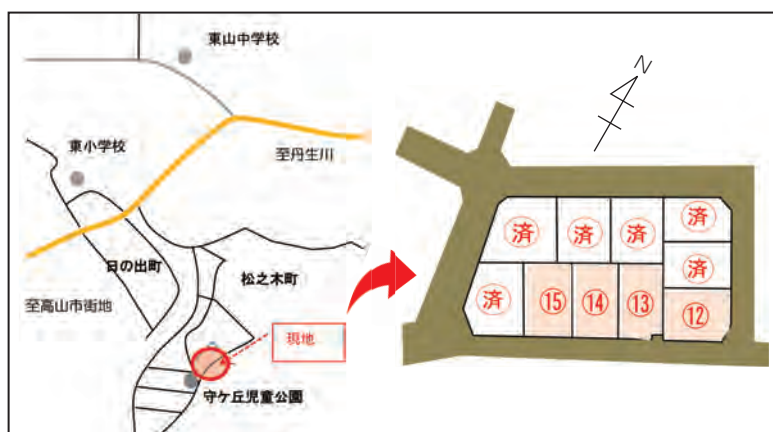 東山中学校
東小学校
至丹生川
日の出町
松之木町
至高山市街地
現地
守ケ丘児童公園
N
済
済
済
済
済
済
⑮
⑭
⑬
⑫